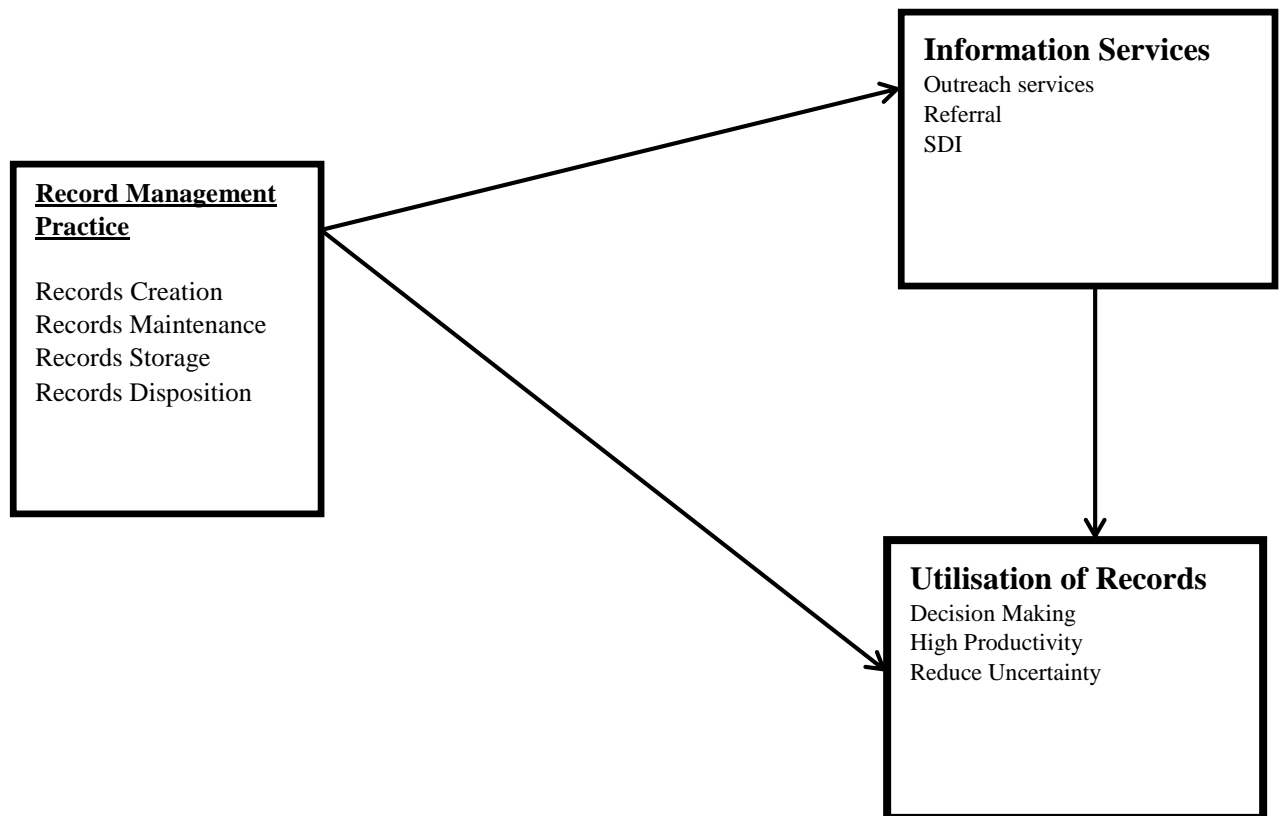 Record Management
Practice
Records Creation
Records Maintenance
Records Storage
Records Disposition
Information Services
Outreach services
Referral
SDI
Utilisation of Records
Decision Making
High Productivity
Reduce Uncertainty